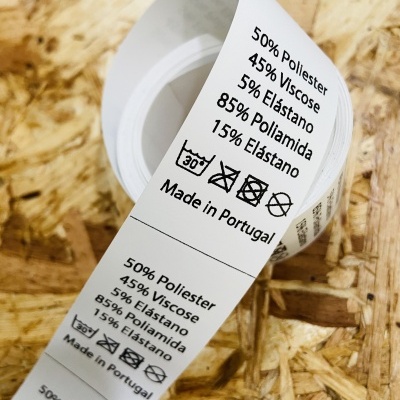 50% Poliester
45% Viscose
5% Elástano
85% Poliamida
15% Elástano
30°
Made in Portugal
50% Poliester
45% Viscose
5% Elástano
85% Poliamida
15% Elástano
30°
Made in Portugal
50%